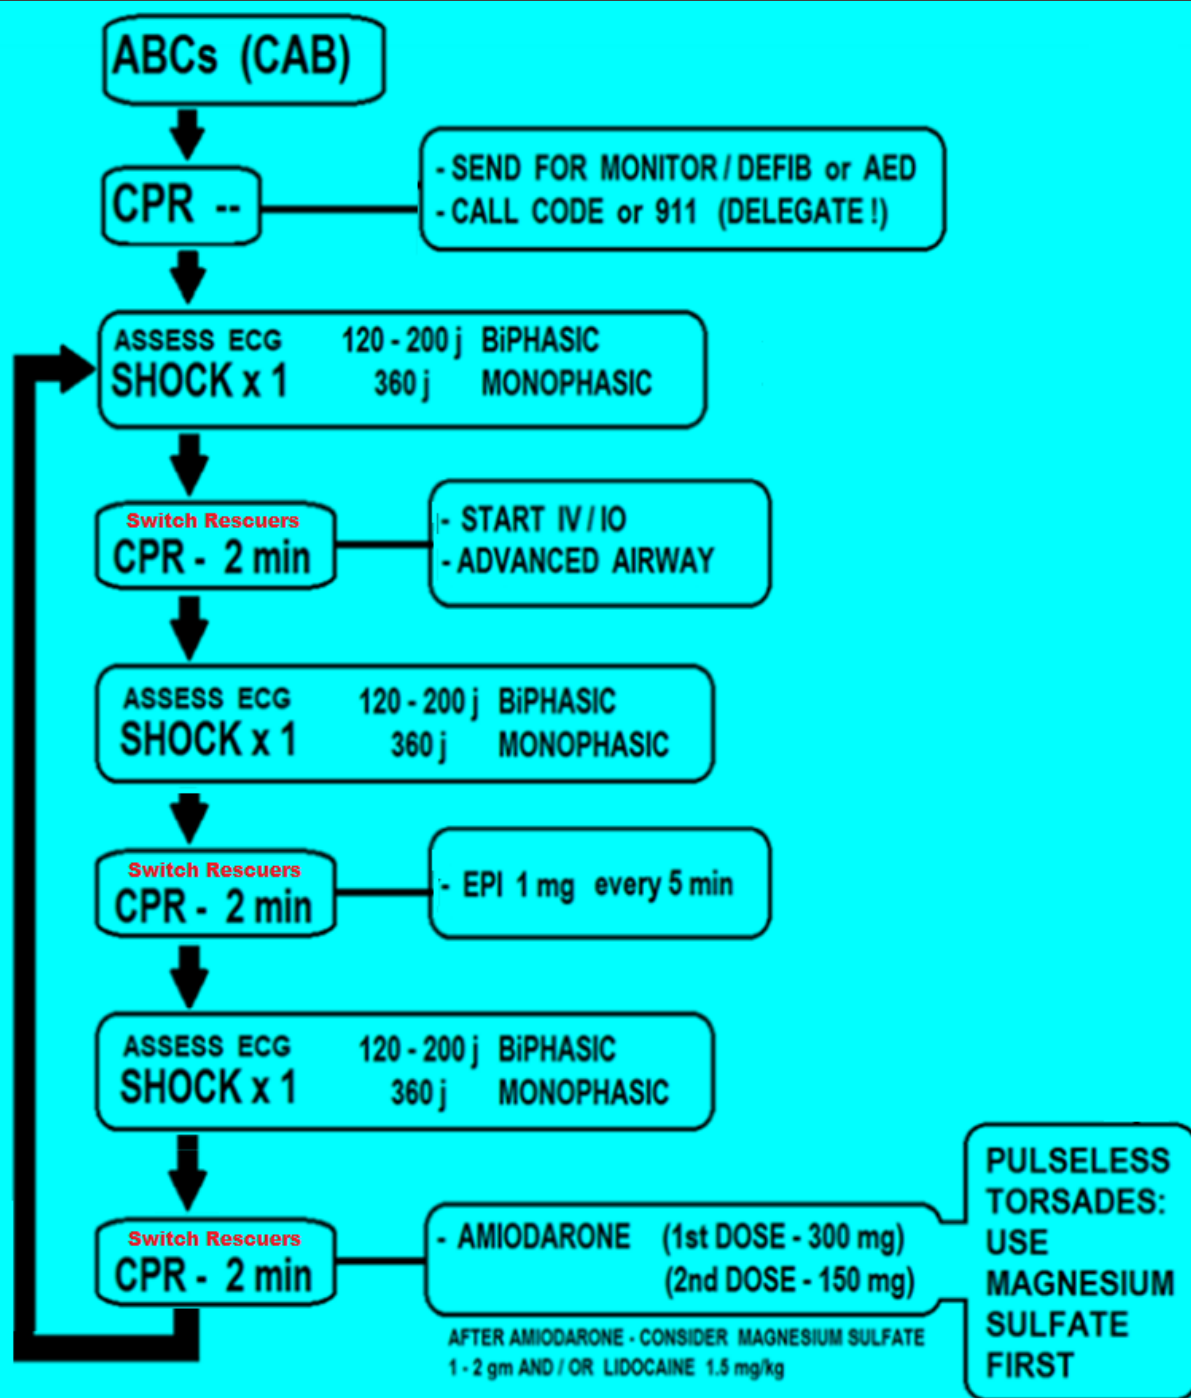 ABCs (CAB)
CPR --
- SEND FOR MONITOR / DEFIB or AED
- CALL CODE or 911 (DELEGATE !)
ASSESS ECG 120 - 200 j BiPHASIC
SHOCK x 1 360 j MONOPHASIC
Switch Rescuers
CPR - 2 min
- START IV / IO
- ADVANCED AIRWAY
ASSESS ECG 120 - 200 j BiPHASIC
SHOCK x 1 360 j MONOPHASIC
Switch Rescuers
CPR - 2 min
- EPI 1 mg every 5 min
ASSESS ECG 120 - 200 j BiPHASIC
SHOCK x 1 360 j MONOPHASIC
Switch Rescuers
CPR - 2 min
- AMIODARONE (1st DOSE - 300 mg)
(2nd DOSE - 150 mg)
AFTER AMIODARONE - CONSIDER MAGNESIUM SULFATE
1 - 2 gm AND / OR LIDOCAINE 1.5 mg/kg
PULSELESS
TORSADES:
USE
MAGNESIUM
SULFATE
FIRST